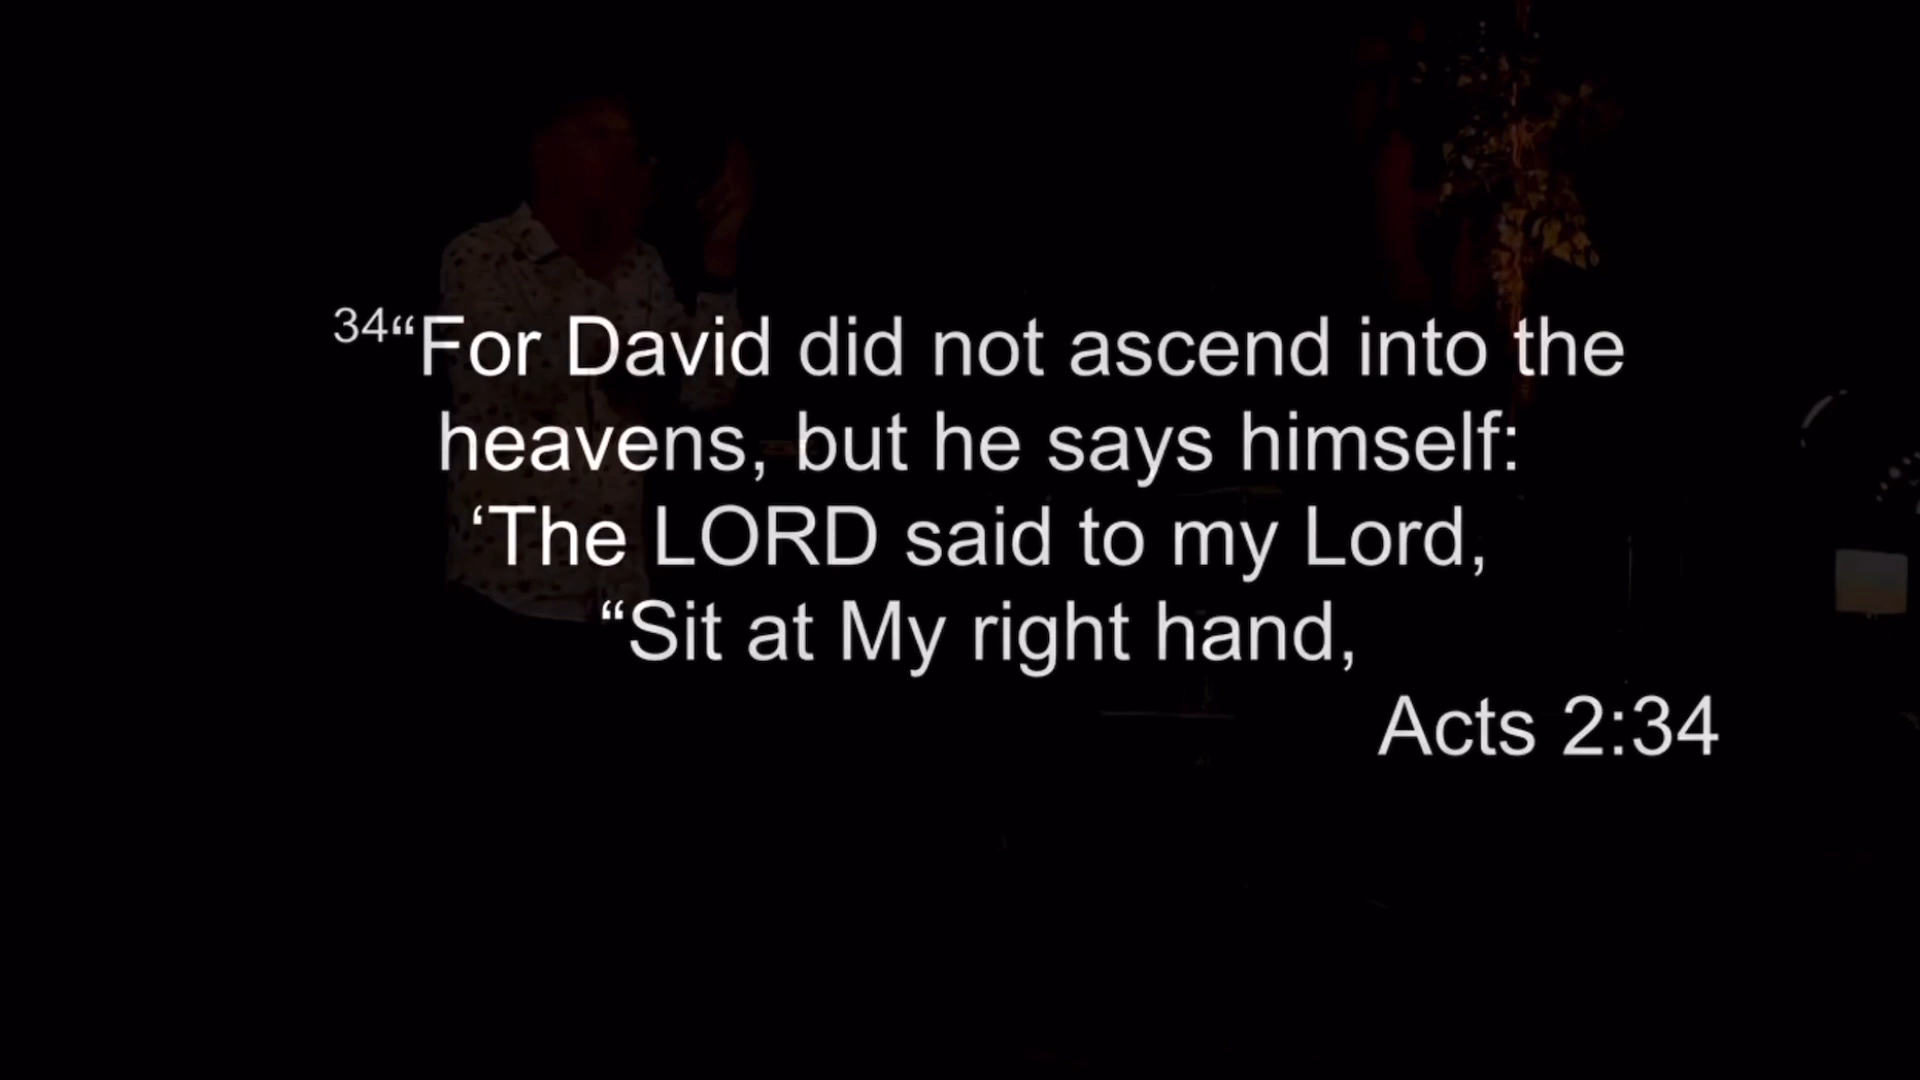 34“For David did not ascend into the
heavens, but he says himself:
‘The LORD said to my Lord,
“Sit at My right hand,
Acts 2:34